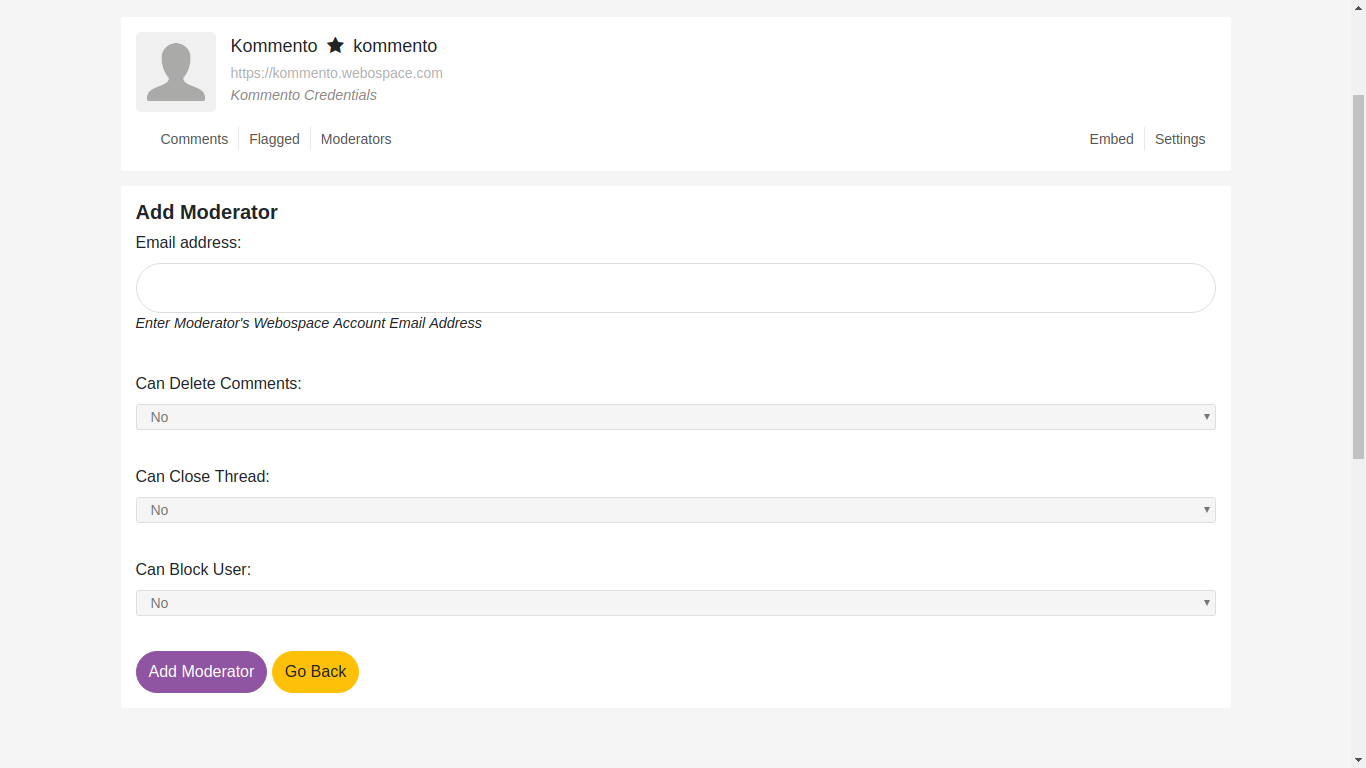 Kommento ★ kommento
https://kommento.webospace.com
Kommento Credentials
Comments Flagged Moderators Embed Settings
Add Moderator
Email address:
Enter Moderator's Webospace Account Email Address
Can Delete Comments:
No
Can Close Thread:
No
Can Block User:
No
Add Moderator Go Back